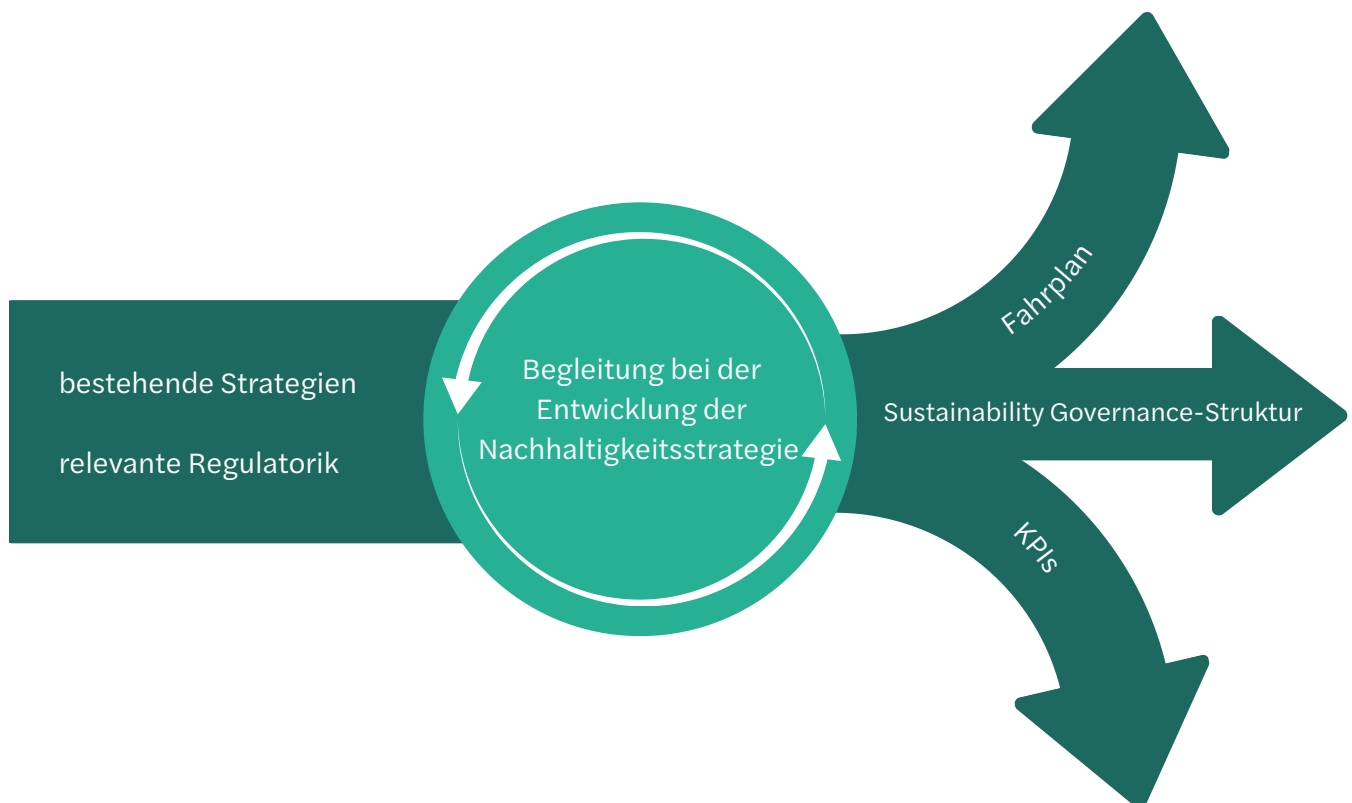 bestehende Strategien
relevante Regulatorik
Begleitung bei der
Entwicklung der
Nachhaltigkeitsstrategie
Fahrplan
Sustainability Governance-Struktur
KPIs